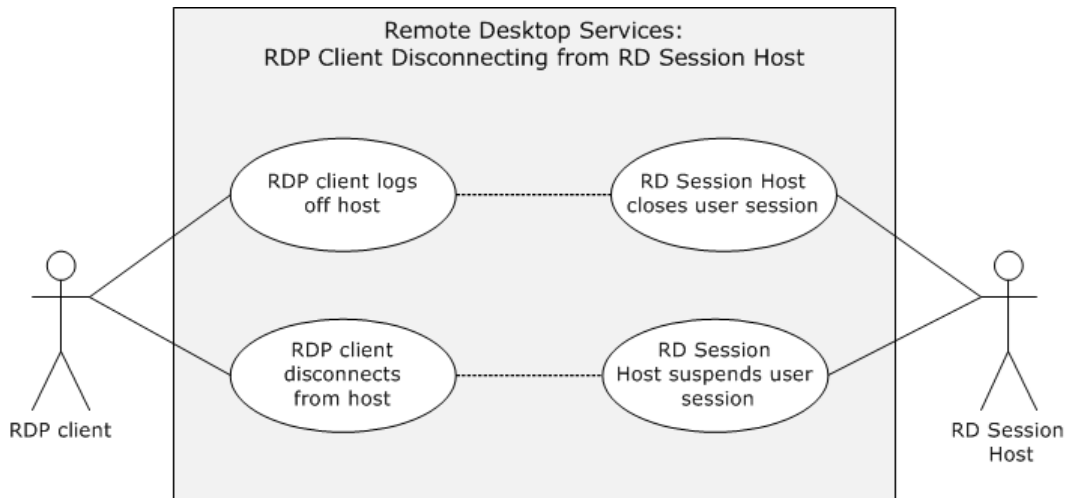 Remote Desktop Services:
RDP Client Disconnecting from RD Session Host
RDP client logs
off host
RD Session Host
closes user session
RDP client
disconnects
from host
RD Session
Host suspends user
session
RDP client
RD Session
Host